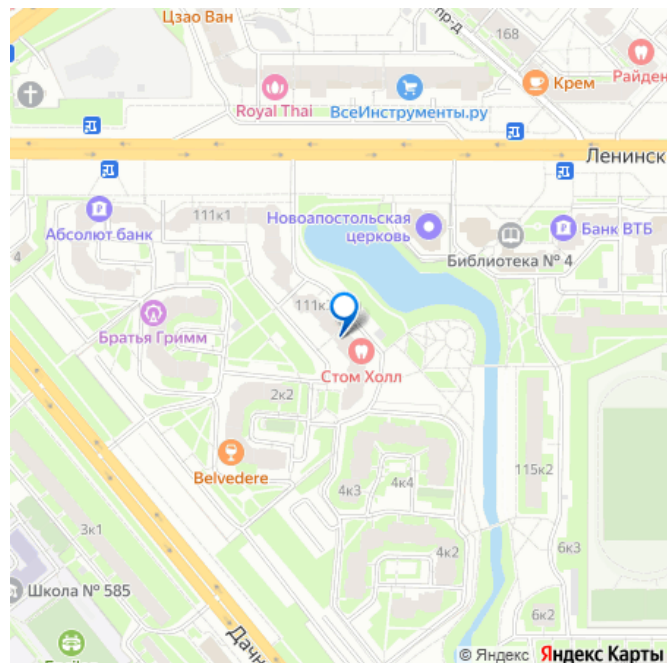 Цзао Ван
пр-д
168
Royal Thai
ВсеИнструменты.ру
Крем
Райден
Ленинск
Абсолют банк
111к1
Новоапостольская
церковь
Банк ВТБ
Библиотека № 4
4
Братья Гримм
Стом Холл
2к2
Belvedere
4к3
4к4
115к2
3к1
4к2
6к3
Школа № 585
6к2
Дачн
© Яндекс Яндекс Карты